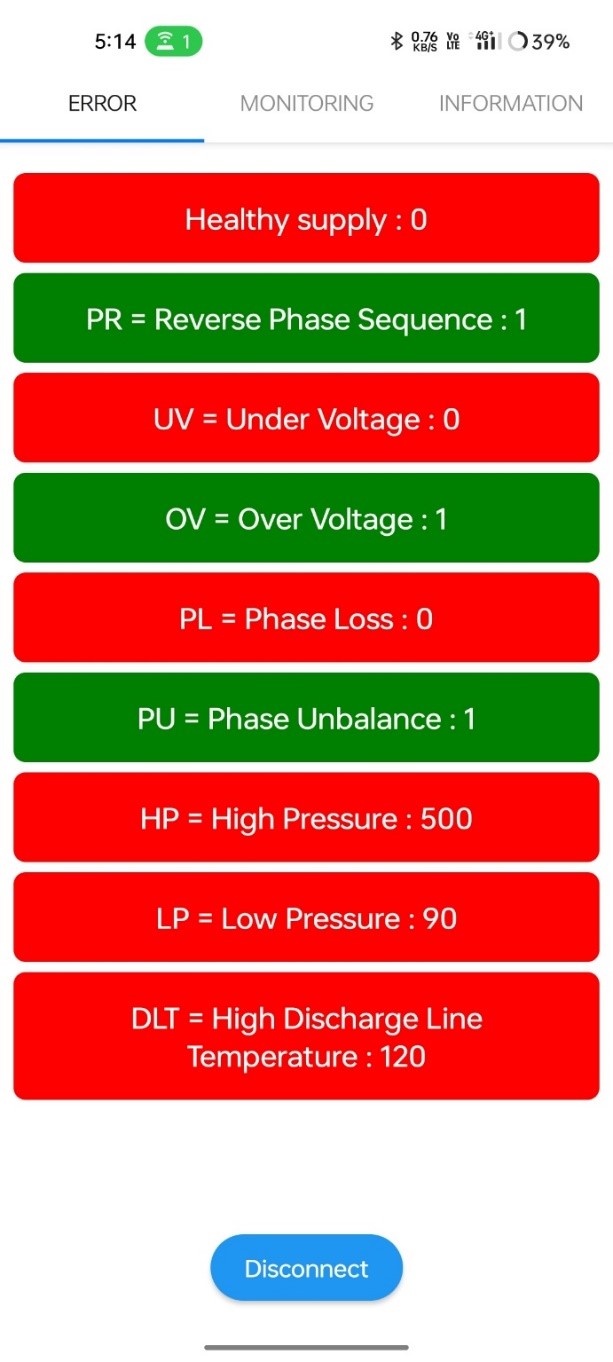 5:14 1 0.76 KB/S Vo LTE 4G+ 39%
ERROR MONITORING INFORMATION
Healthy supply : 0
PR = Reverse Phase Sequence : 1
UV = Under Voltage : 0
OV = Over Voltage : 1
PL = Phase Loss : 0
PU = Phase Unbalance : 1
HP = High Pressure : 500
LP = Low Pressure : 90
DLT = High Discharge Line
Temperature : 120
Disconnect